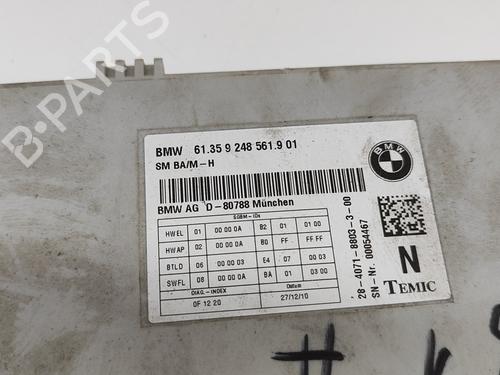 B-PARTS
BMW 61.35 9 248 561.9 01
SM BA/M-H
BMW AG D-80788 München
BMW
SGBM-IDs
HWEL 01 00 00 0A B2 01 01 00
HWAP 02 00 00 0A B0 FF FF FF
BTLD 06 00 00 03 E4 07 00 03
SWFL 08 00 00 0A BA 01 03 00
DIAG.-INDEX Datum
0F 12 20 27/12/10
28-4071-8803-3-00
SN-Nr. 00054467
N
TEMIC
#